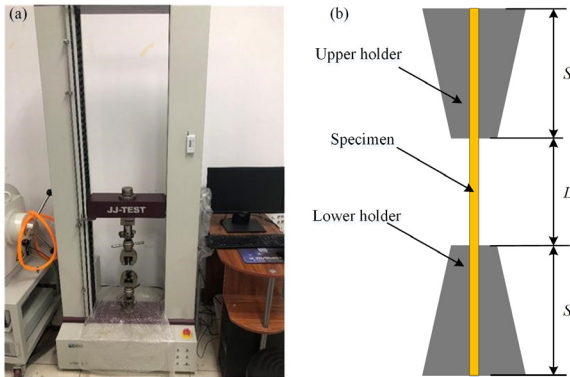 (a)
JJ-TEST
(b)
Upper holder
S
Specimen
L
Lower holder
S